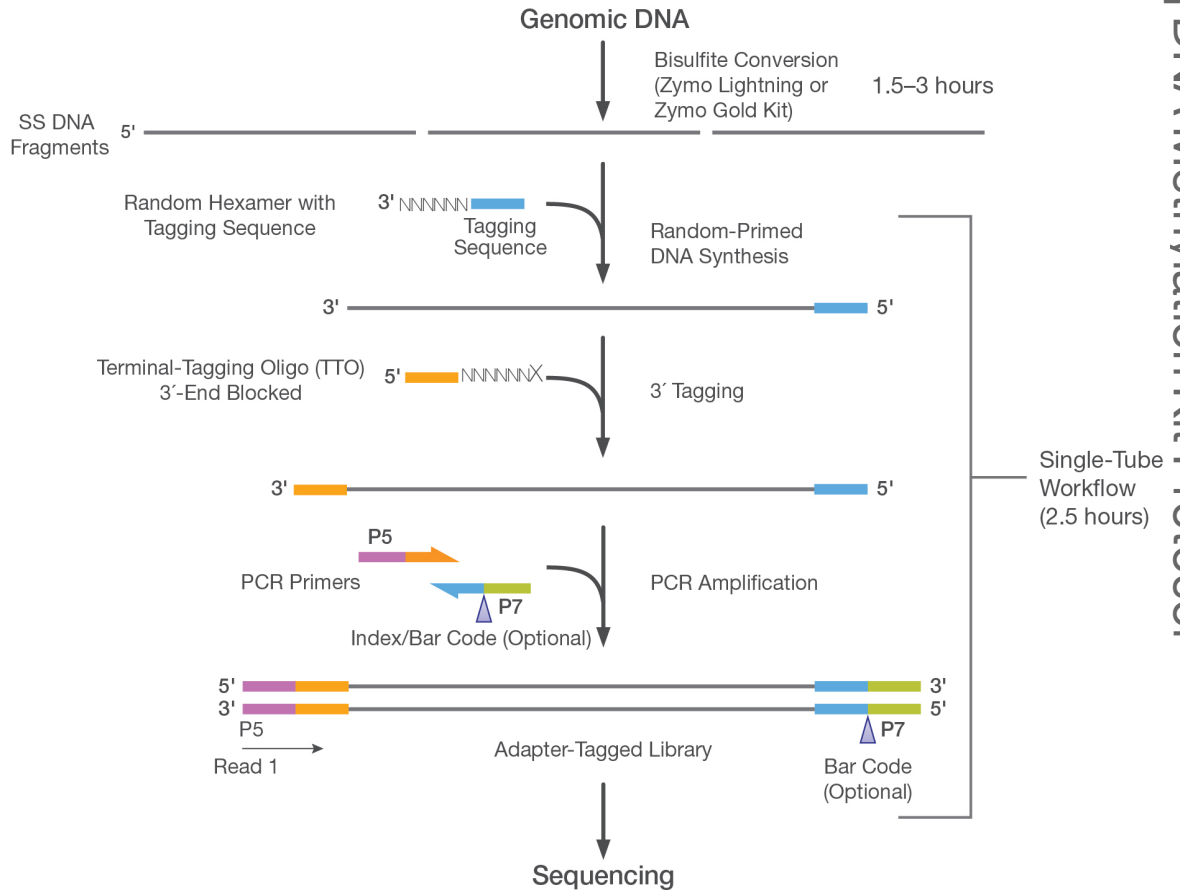 Genomic DNA
Bisulfite Conversion
(Zymo Lightning or
Zymo Gold Kit)
1.5–3 hours
SS DNA
Fragments
5'
Random Hexamer with
Tagging Sequence
3' NNNNNN
Tagging
Sequence
Random-Primed
DNA Synthesis
3'
5'
Terminal-Tagging Oligo (TTO)
3´-End Blocked
5'
NNNNNNX
3´ Tagging
3'
5'
Single-Tube
Workflow
(2.5 hours)
P5
PCR Primers
P7
Index/Bar Code (Optional)
PCR Amplification
5'
3'
3'
5'
P5
P7
Read 1
Adapter-Tagged Library
Bar Code
(Optional)
Sequencing